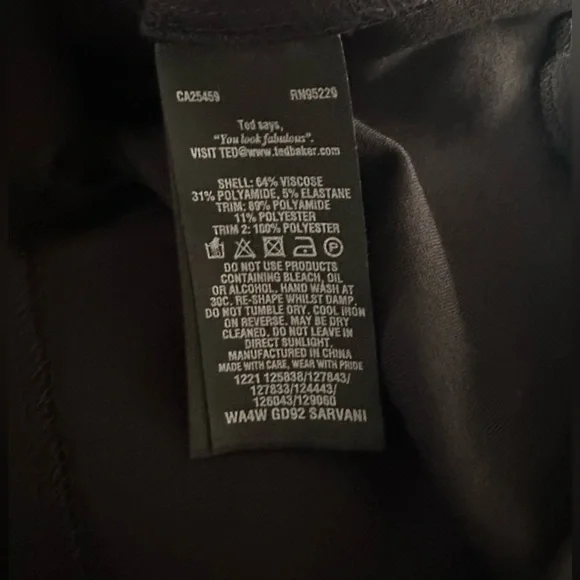 CA25459 RN95229
Ted says,
"You look fabulous".
VISIT TED@www.tedbaker.com
SHELL: 64% VISCOSE
31% POLYAMIDE, 5% ELASTANE
TRIM: 89% POLYAMIDE
11% POLYESTER
TRIM 2: 100% POLYESTER
DO NOT USE PRODUCTS
CONTAINING BLEACH, OIL
OR ALCOHOL. HAND WASH AT
30C. RE-SHAPE WHILST DAMP.
DO NOT TUMBLE DRY. COOL IRON
ON REVERSE. MAY BE DRY
CLEANED. DO NOT LEAVE IN
DIRECT SUNLIGHT.
MANUFACTURED IN CHINA
MADE WITH CARE, WEAR WITH PRIDE
1221 125838/127843/
127833/124443/
126043/129060
WA4W GD92 SARVANI